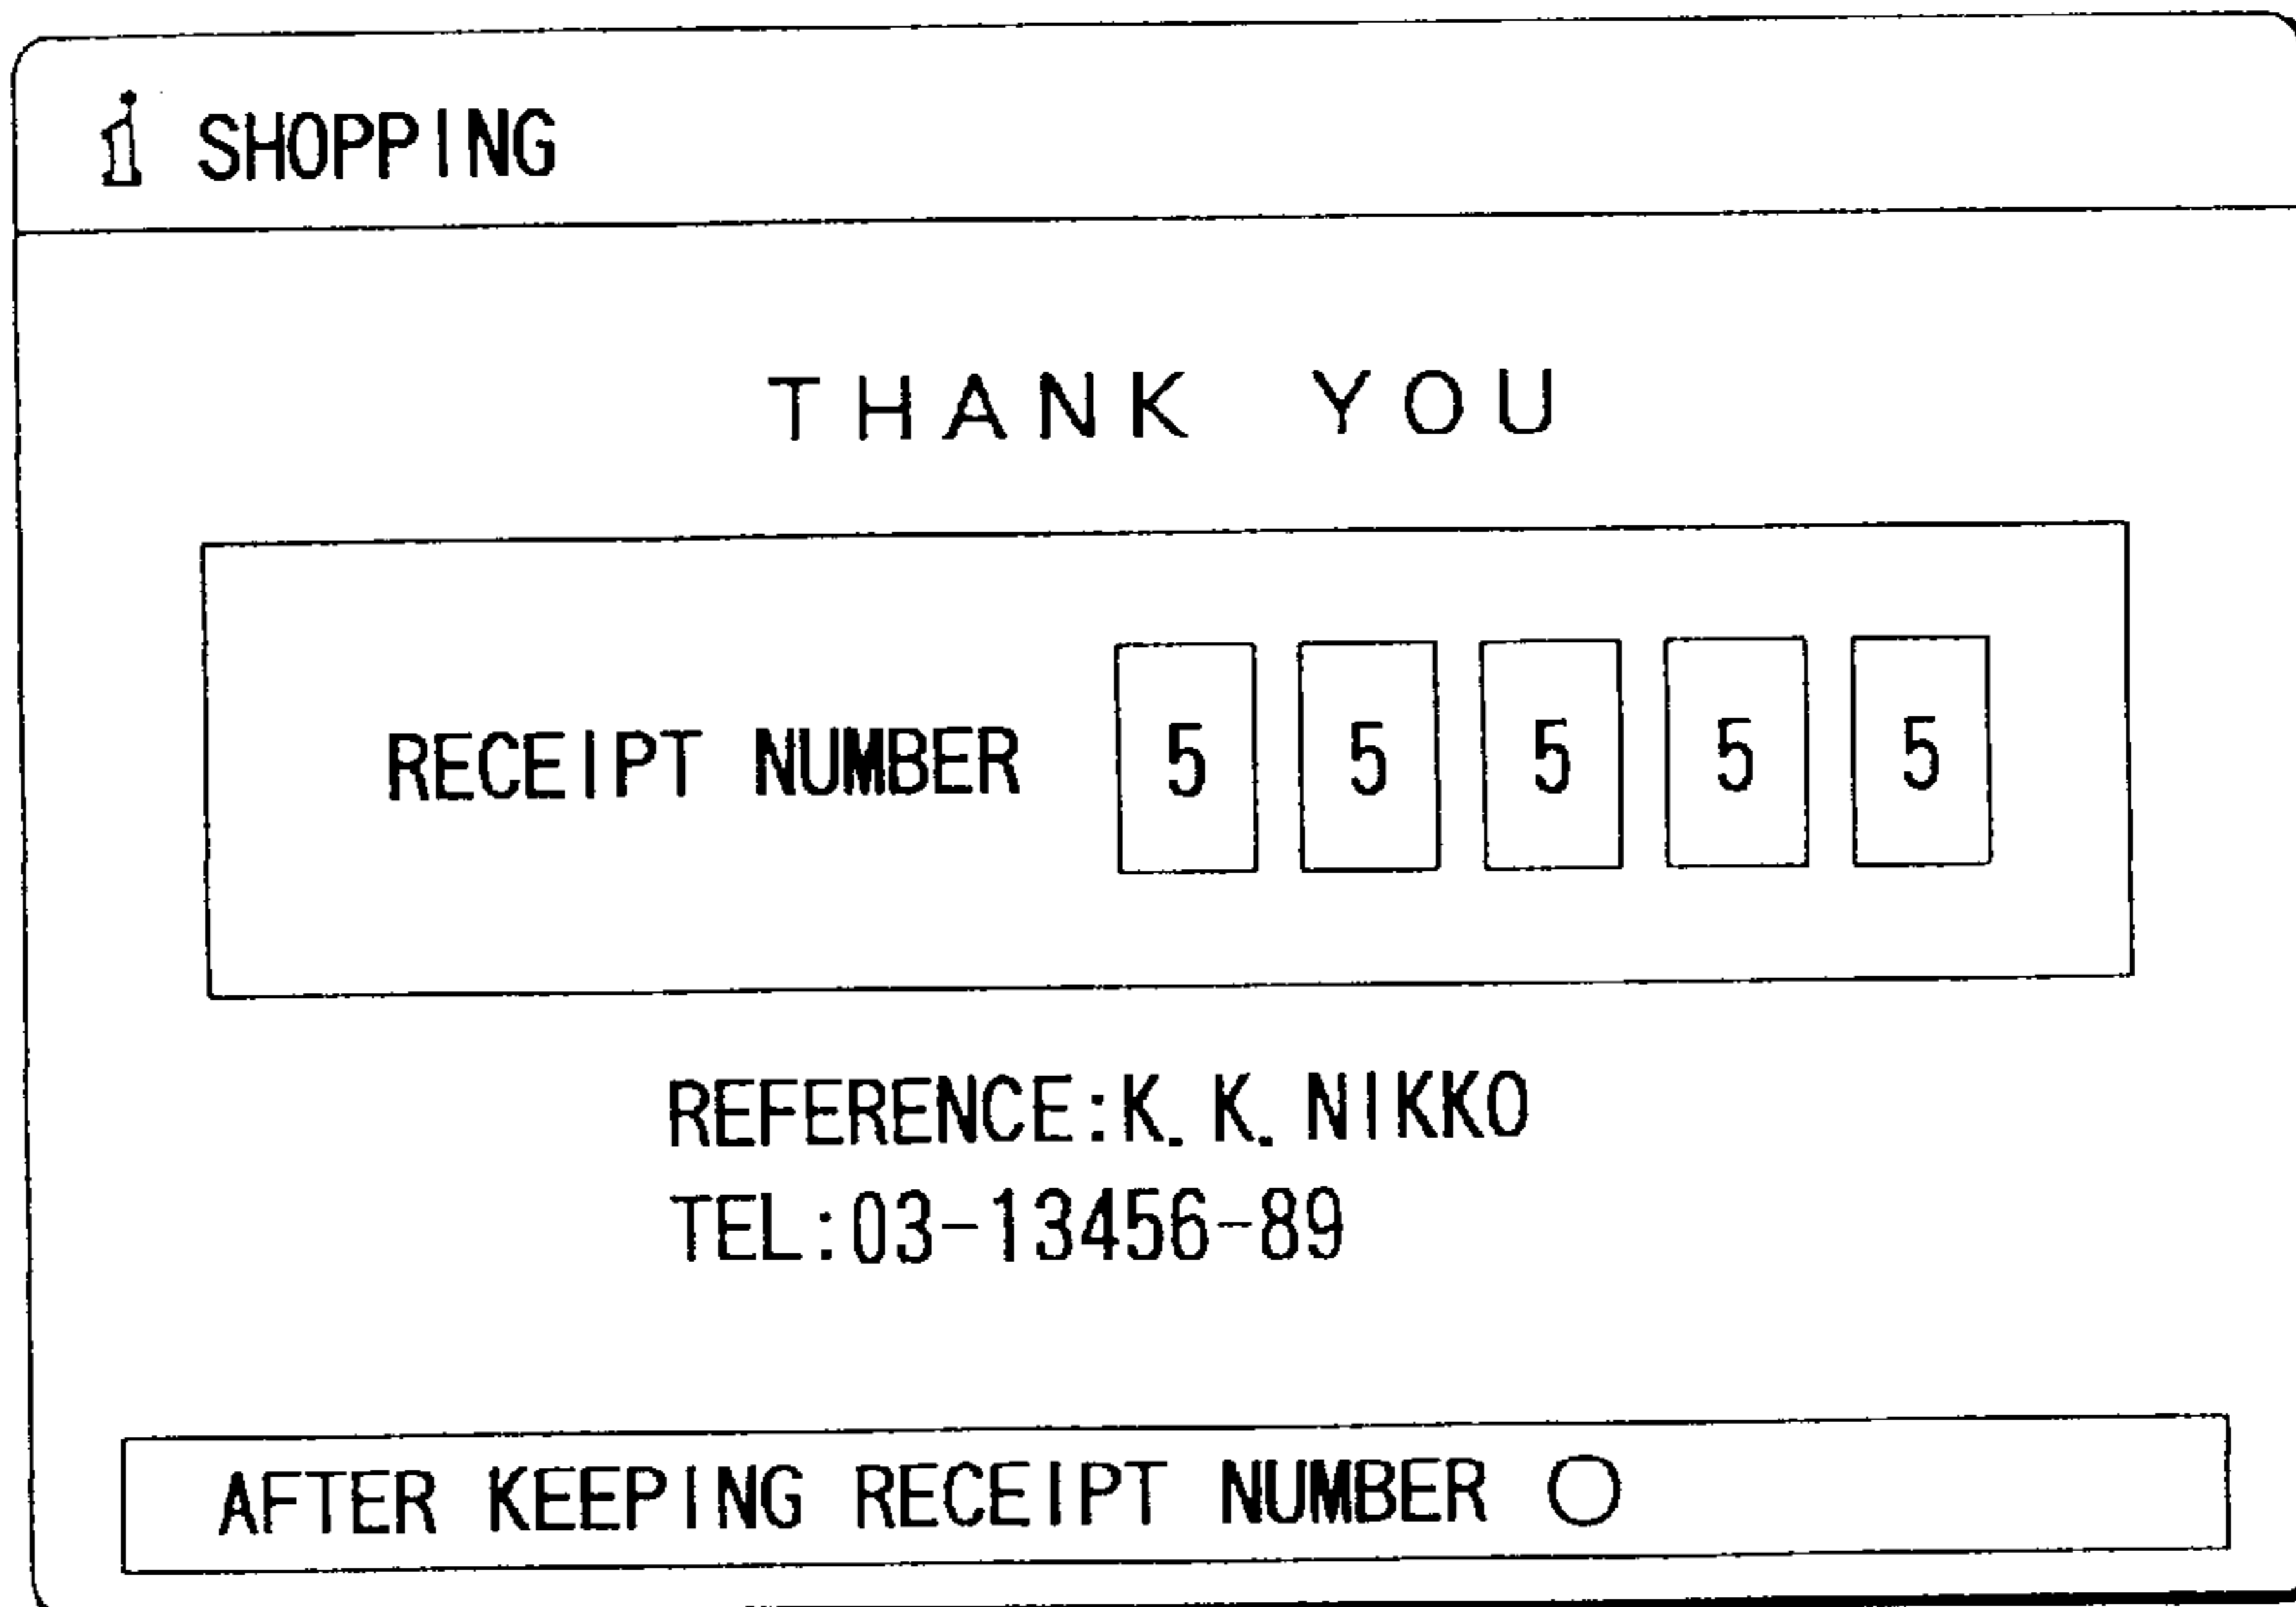 i SHOPPING
THANK YOU
RECEIPT NUMBER 5 5 5 5 5
REFERENCE:K.K.NIKKO
TEL:03-13456-89
AFTER KEEPING RECEIPT NUMBER ○